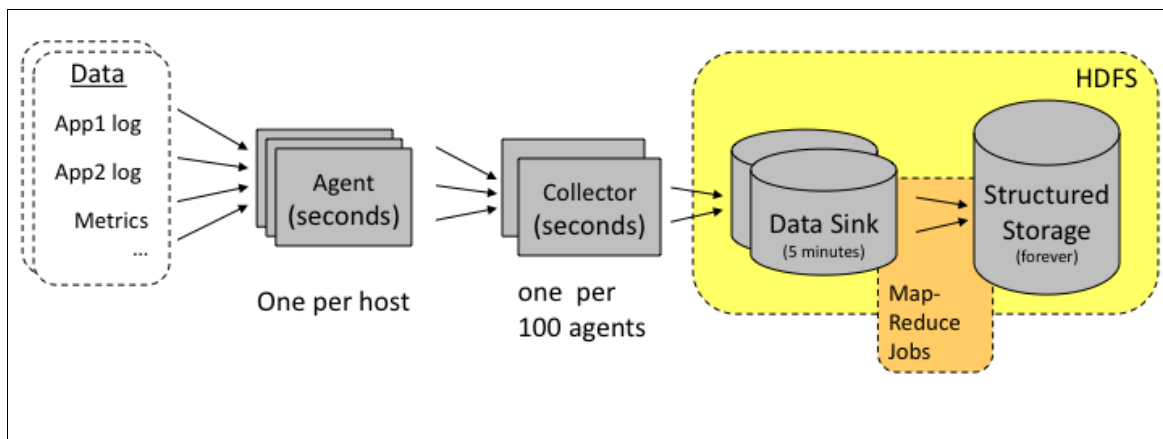 Data
App1 log
App2 log
Metrics
...
Agent
(seconds)
One per host
Collector
(seconds)
one per
100 agents
HDFS
Data Sink
(5 minutes)
Map-
Reduce
Jobs
Structured
Storage
(forever)